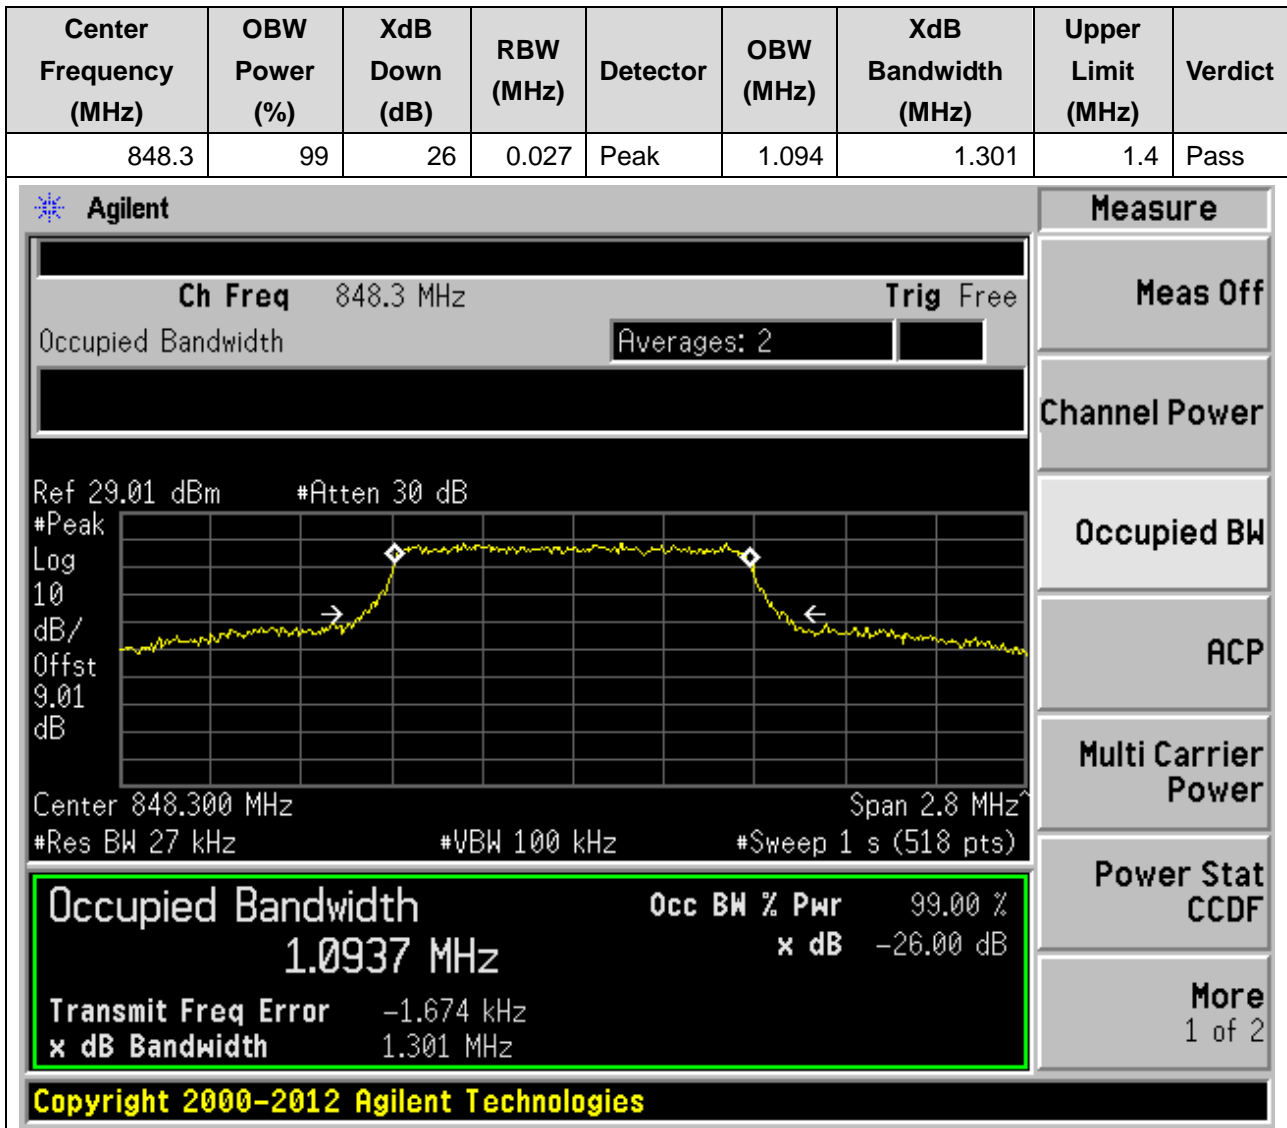 Center Frequency (MHz) OBW Power (%) XdB Down (dB) RBW (MHz) Detector OBW (MHz) XdB Bandwidth (MHz) Upper Limit (MHz) Verdict
848.3 99 26 0.027 Peak 1.094 1.301 1.4 Pass
Agilent
Measure
Ch Freq 848.3 MHz Trig Free
Occupied Bandwidth Averages: 2
Ref 29.01 dBm #Atten 30 dB
#Peak
Log
10
dB/
Offst
9.01
dB
Center 848.300 MHz Span 2.8 MHz^
#Res BW 27 kHz #VBW 100 kHz #Sweep 1 s (518 pts)
Occupied Bandwidth Occ BW % Pwr 99.00 %
1.0937 MHz x dB -26.00 dB
Transmit Freq Error -1.674 kHz
x dB Bandwidth 1.301 MHz
Meas Off
Channel Power
Occupied BW
ACP
Multi Carrier
Power
Power Stat
CCDF
More
1 of 2
Copyright 2000-2012 Agilent Technologies